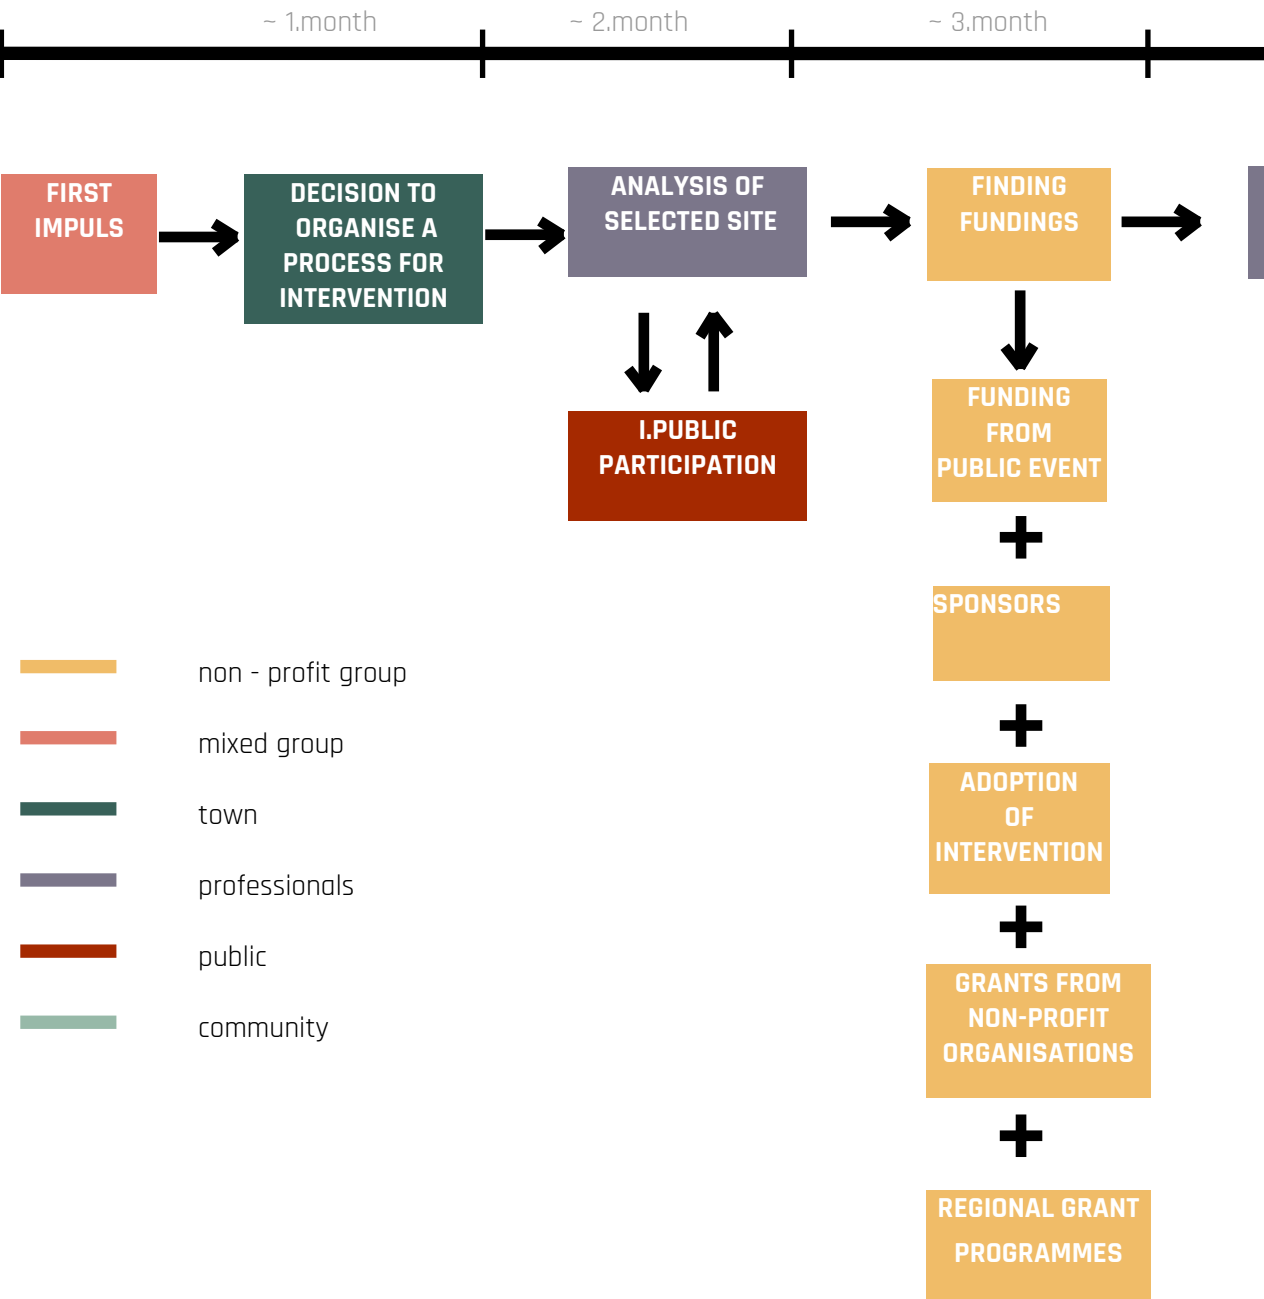 ~ 1.month
~ 2.month
~ 3.month
FIRST
IMPULS
DECISION TO
ORGANISE A
PROCESS FOR
INTERVENTION
ANALYSIS OF
SELECTED SITE
FINDING
FUNDINGS
I.PUBLIC
PARTICIPATION
FUNDING
FROM
PUBLIC EVENT
SPONSORS
ADOPTION
OF
INTERVENTION
GRANTS FROM
NON-PROFIT
ORGANISATIONS
REGIONAL GRANT
PROGRAMMES
non - profit group
mixed group
town
professionals
public
community